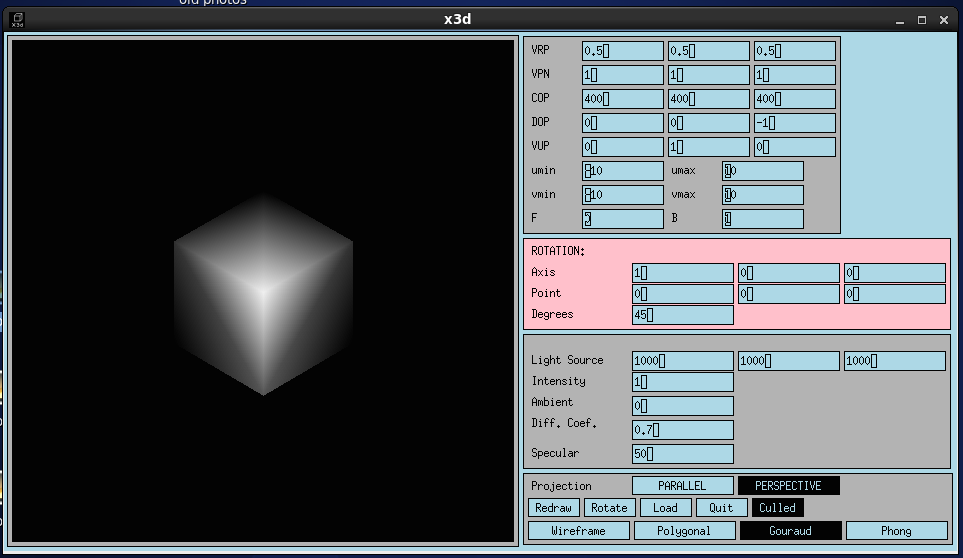 old photos
x3d
VRP 0.5 0.5 0.5
VPN 1 1 1
COP 400 400 400
DOP 0 0 -1
VUP 0 1 0
umin -10 umax 10
vmin -10 vmax 10
F B
ROTATION:
Axis 1 0 0
Point 0 0 0
Degrees 45
Light Source 1000 1000 1000
Intensity 1
Ambient 0
Diff. Coef. 0.7
Specular 50
Projection PARALLEL PERSPECTIVE
Redraw Rotate Load Quit Culled
Wireframe Polygonal Gouraud Phong